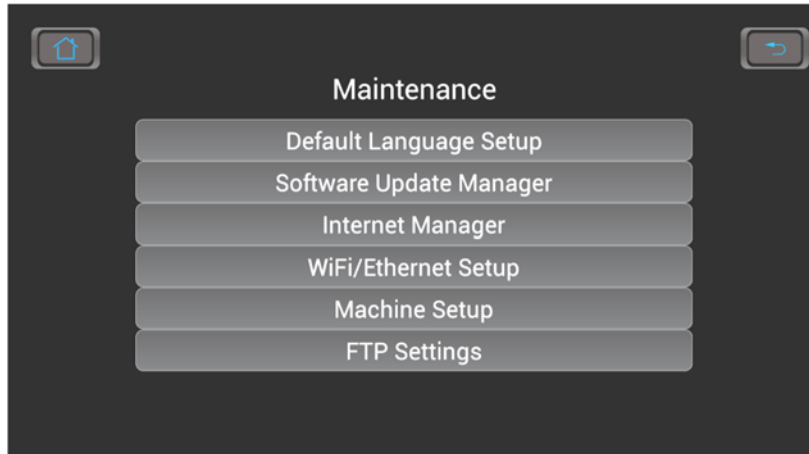 Maintenance
Default Language Setup
Software Update Manager
Internet Manager
WiFi/Ethernet Setup
Machine Setup
FTP Settings